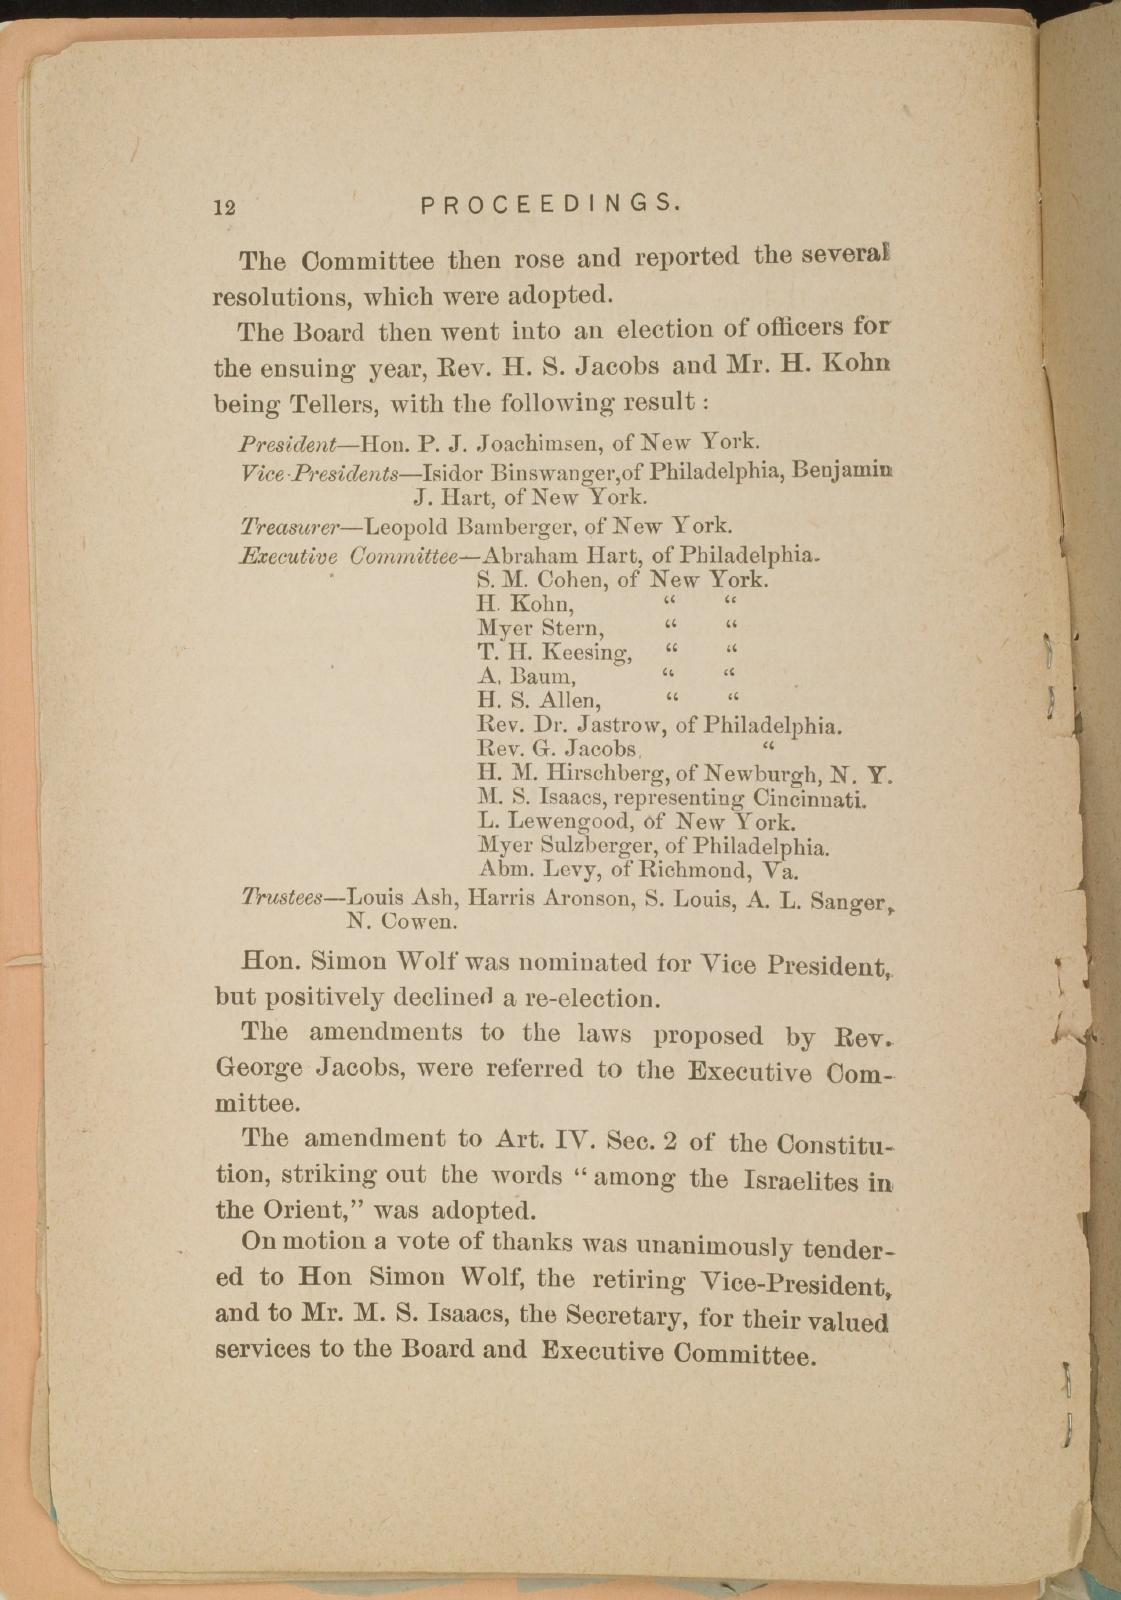 12 PROCEEDINGS.
The Committee then rose and reported the several
resolutions, which were adopted.
The Board then went into an election of officers for
the ensuing year, Rev. H. S. Jacobs and Mr. H. Kohn
being Tellers, with the following result :
President—Hon. P. J. Joachimsen, of New York.
Vice-Presidents—Isidor Binswanger,of Philadelphia, Benjamin
J. Hart, of New York.
Treasurer—Leopold Bamberger, of New York.
Executive Committee—Abraham Hart, of Philadelphia.
S. M. Cohen, of New York.
H. Kohn, “ “
Myer Stern, “ “
T. H. Keesing, “ “
A. Baum, “ “
H. S. Allen, “ “
Rev. Dr. Jastrow, of Philadelphia.
Rev. G. Jacobs, “
H. M. Hirschberg, of Newburgh, N. Y.
M. S. Isaacs, representing Cincinnati.
L. Lewengood, of New York.
Myer Sulzberger, of Philadelphia.
Abm. Levy, of Richmond, Va.
Trustees—Louis Ash, Harris Aronson, S. Louis, A. L. Sanger,
N. Cowen.
Hon. Simon Wolf was nominated for Vice President,
but positively declined a re-election.
The amendments to the laws proposed by Rev.
George Jacobs, were referred to the Executive Com-
mittee.
The amendment to Art. IV. Sec. 2 of the Constitu-
tion, striking out the words “among the Israelites in
the Orient,” was adopted.
On motion a vote of thanks was unanimously tender-
ed to Hon Simon Wolf, the retiring Vice-President,
and to Mr. M. S. Isaacs, the Secretary, for their valued
services to the Board and Executive Committee.